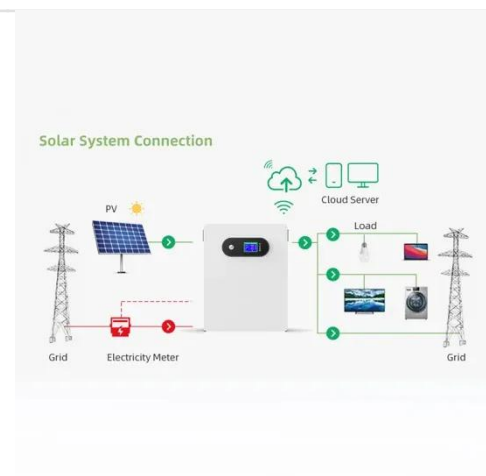 Solar System Connection
Cloud Server
PV
Load
Grid
Electricity Meter
Grid